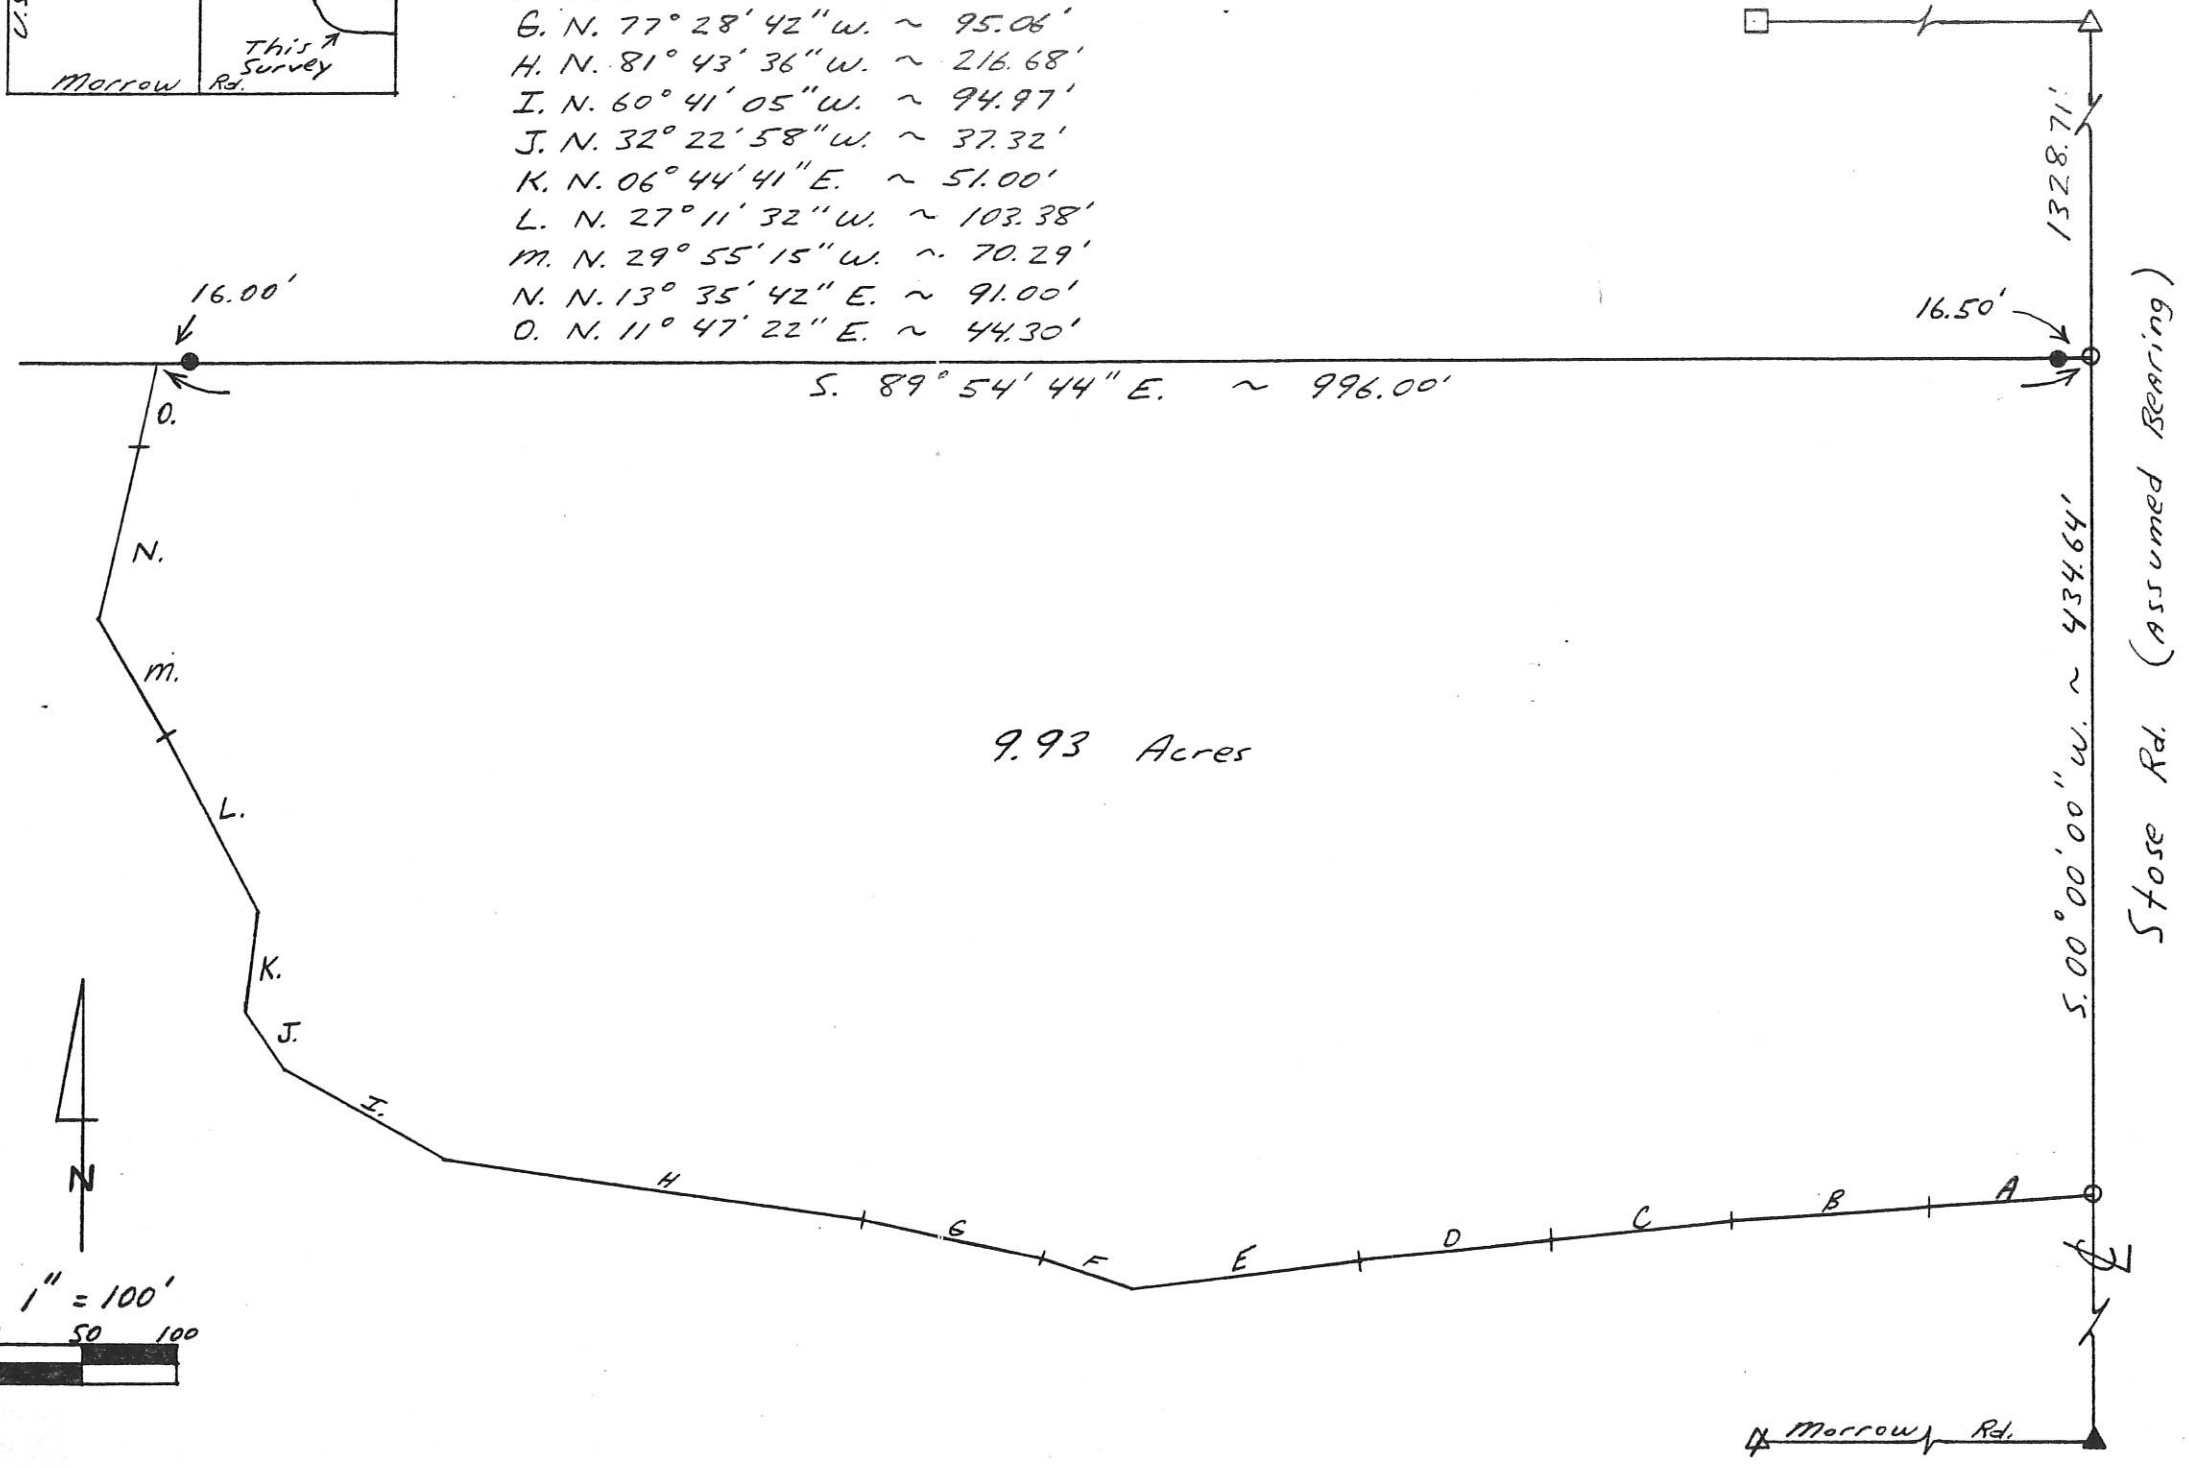 U.S.
This
Survey
Morrow Rd.
G. N. 77° 28' 42" W. ~ 95.06'
H. N. 81° 43' 36" W. ~ 216.68'
I. N. 60° 41' 05" W. ~ 94.97'
J. N. 32° 22' 58" W. ~ 37.32'
K. N. 06° 44' 41" E. ~ 51.00'
L. N. 27° 11' 32" W. ~ 103.38'
M. N. 29° 55' 15" W. ~ 70.29'
N. N. 13° 35' 42" E. ~ 91.00'
O. N. 11° 47' 22" E. ~ 44.30'
1328.71'
16.00'
16.50'
S. 89° 54' 44" E. ~ 996.00'
O.
N.
M.
L.
K.
J.
I.
H
G
F
E
D
C
B
A
9.93 Acres
S. 00° 00' 00" W. ~ 434.64'
Stose Rd. (Assumed Bearing)
N
1" = 100'
50 100
℄
Morrow Rd.